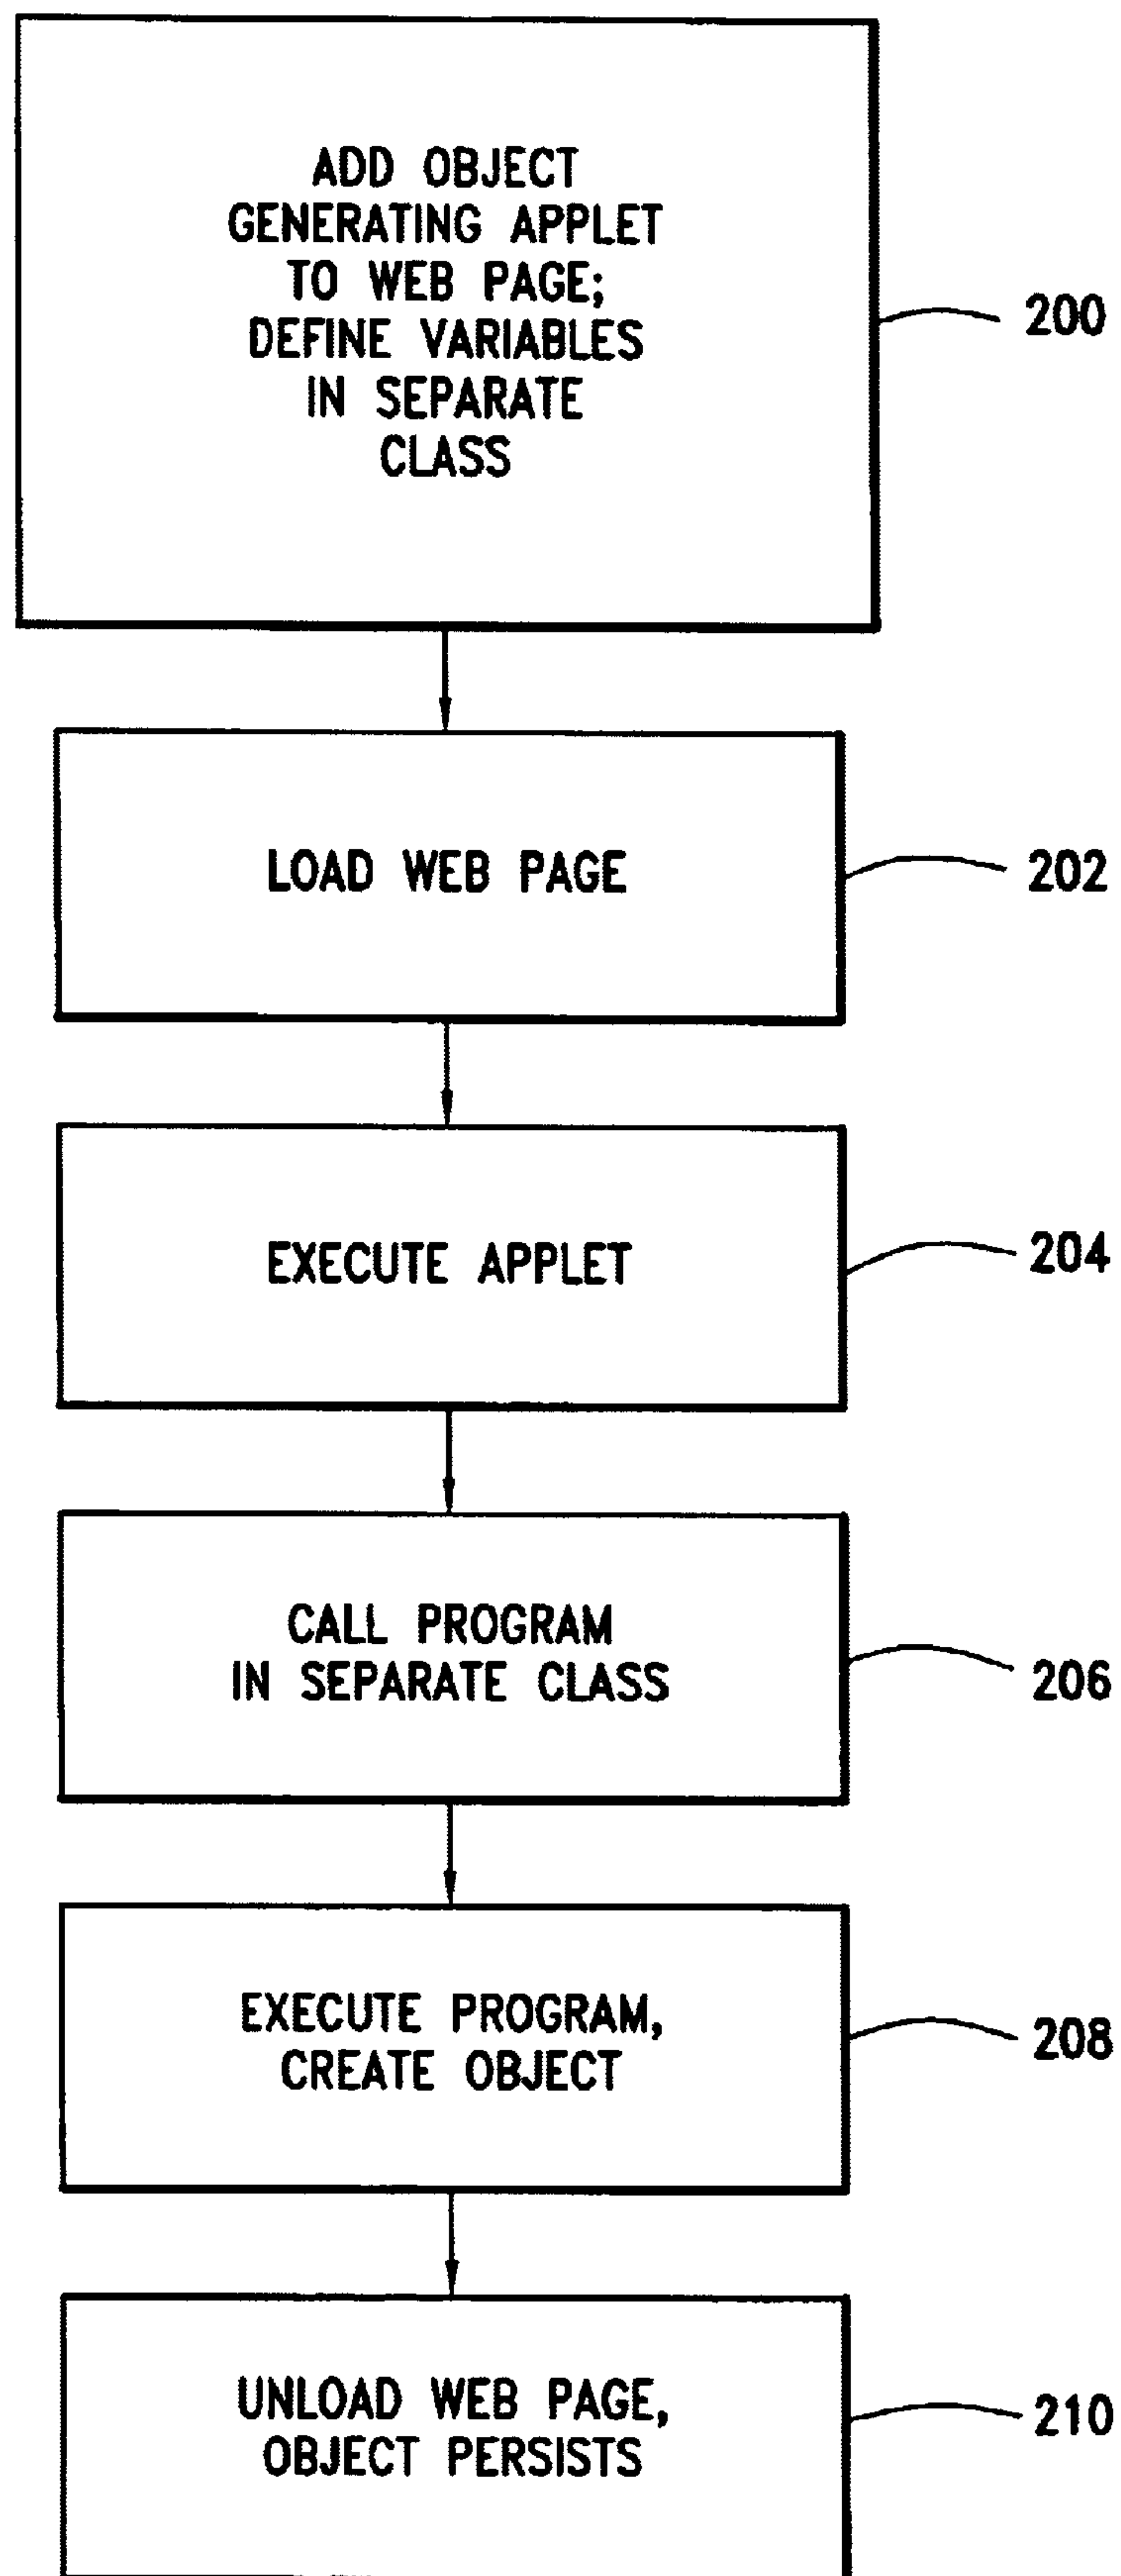 ADD OBJECT
GENERATING APPLET
TO WEB PAGE;
DEFINE VARIABLES
IN SEPARATE
CLASS
200
LOAD WEB PAGE
202
EXECUTE APPLET
204
CALL PROGRAM
IN SEPARATE CLASS
206
EXECUTE PROGRAM,
CREATE OBJECT
208
UNLOAD WEB PAGE,
OBJECT PERSISTS
210